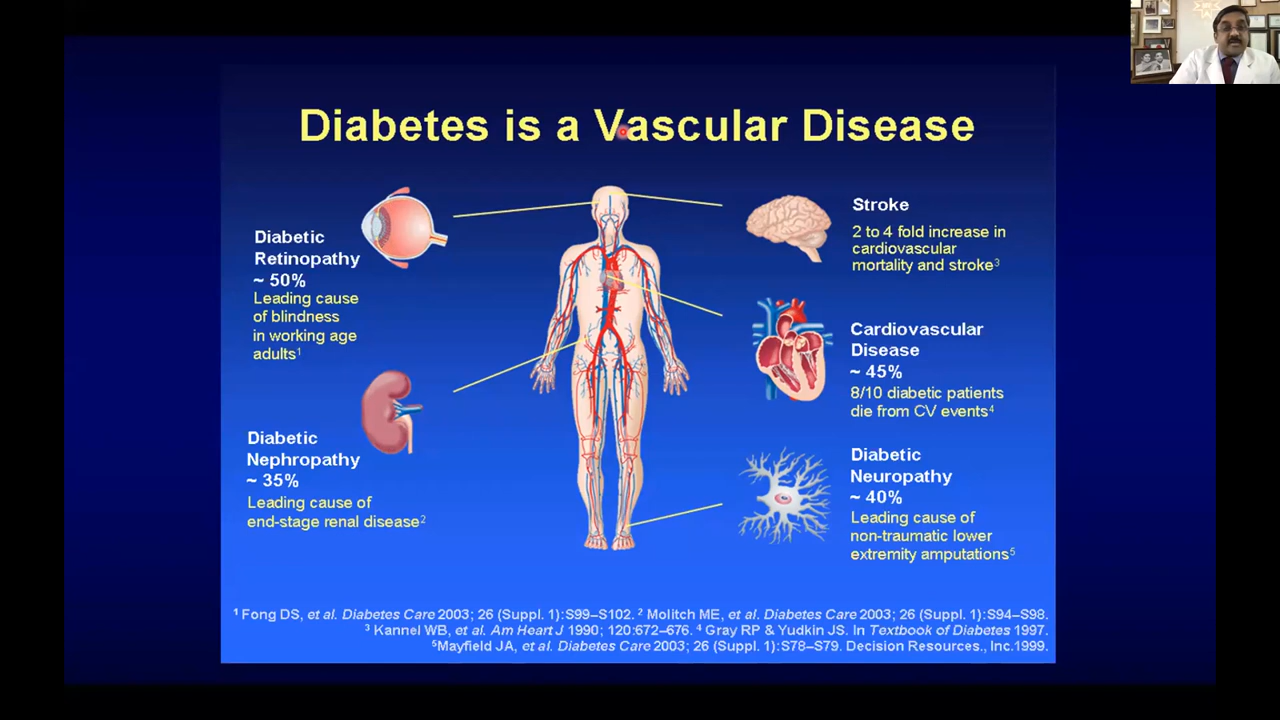 Diabetes is a Vascular Disease
Diabetic
Retinopathy
~ 50%
Leading cause
of blindness
in working age
adults¹
Diabetic
Nephropathy
~ 35%
Leading cause of
end-stage renal disease²
Stroke
2 to 4 fold increase in
cardiovascular
mortality and stroke³
Cardiovascular
Disease
~ 45%
8/10 diabetic patients
die from CV events⁴
Diabetic
Neuropathy
~ 40%
Leading cause of
non-traumatic lower
extremity amputations⁵
¹ Fong DS, et al. Diabetes Care 2003; 26 (Suppl. 1):S99–S102. ² Molitch ME, et al. Diabetes Care 2003; 26 (Suppl. 1):S94–S98.
³ Kannel WB, et al. Am Heart J 1990; 120:672–676. ⁴ Gray RP & Yudkin JS. In Textbook of Diabetes 1997.
⁵Mayfield JA, et al. Diabetes Care 2003; 26 (Suppl. 1):S78–S79. Decision Resources., Inc.1999.